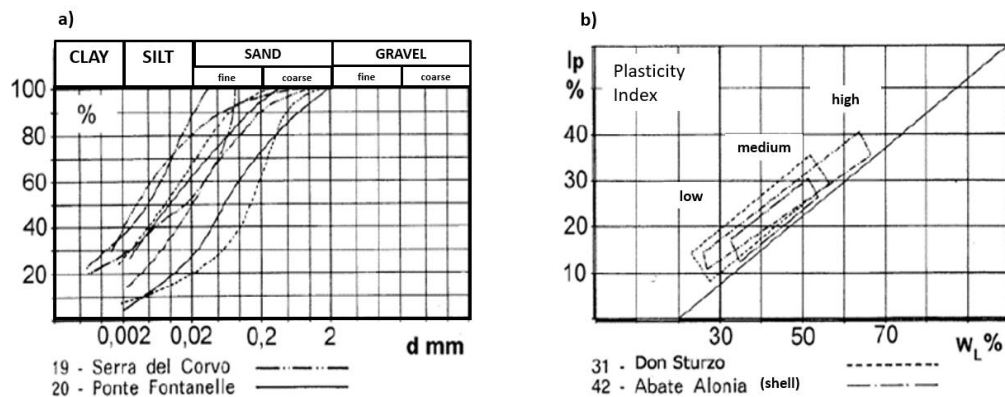 a)
CLAY SILT SAND GRAVEL
fine coarse fine coarse
%
100
80
60
40
20
0,002 0,02 0,2 2 d mm
19 - Serra del Corvo
20 - Ponte Fontanelle
b)
Ip
%
Plasticity
Index
high
medium
low
40
30
20
10
30 50 70 WL%
31 - Don Sturzo
42 - Abate Alonia (shell)